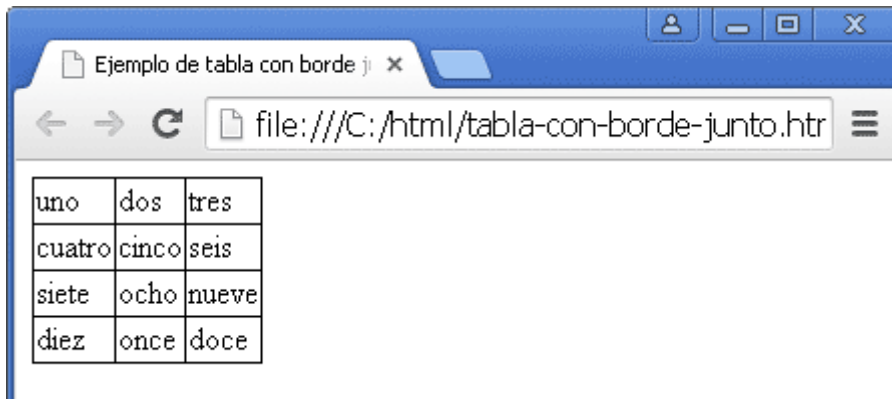 Ejemplo de tabla con borde
file:///C:/html/tabla-con-borde-junto.htr
uno dos tres
cuatro cinco seis
siete ocho nueve
diez once doce